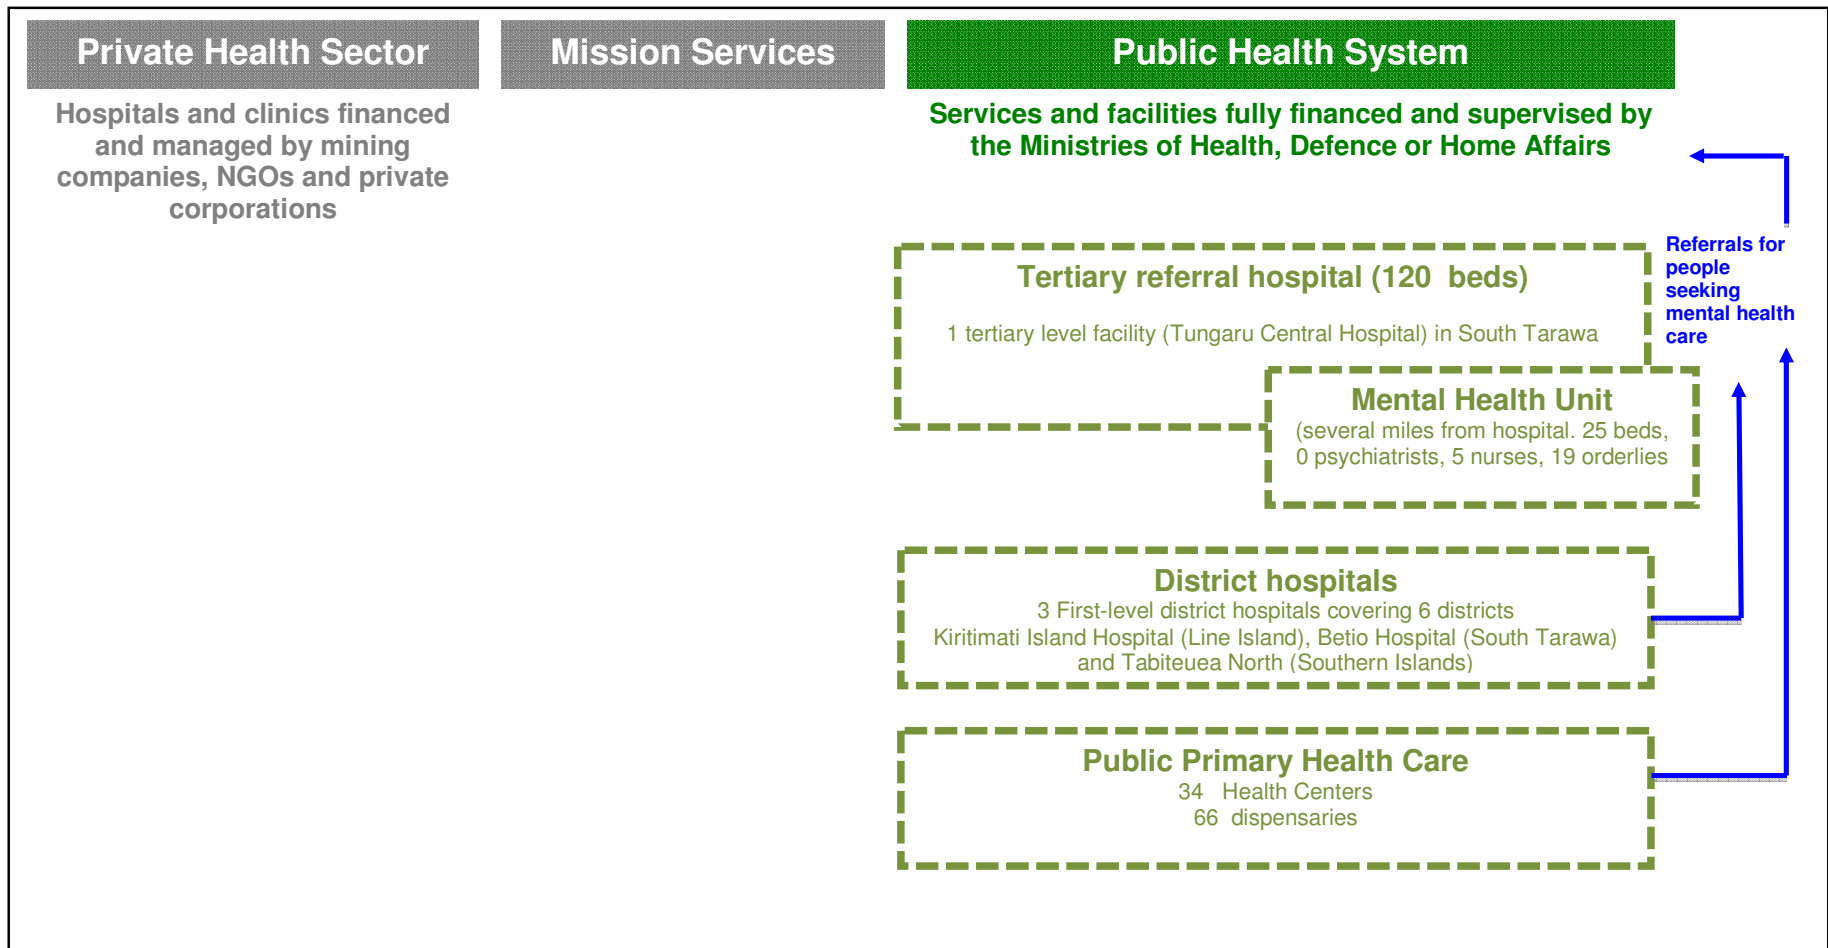 Private Health Sector
Mission Services
Public Health System
Hospitals and clinics financed
and managed by mining
companies, NGOs and private
corporations
Services and facilities fully financed and supervised by
the Ministries of Health, Defence or Home Affairs
Referrals for
people
seeking
mental health
care
Tertiary referral hospital (120 beds)
1 tertiary level facility (Tungaru Central Hospital) in South Tarawa
Mental Health Unit
(several miles from hospital. 25 beds,
0 psychiatrists, 5 nurses, 19 orderlies
District hospitals
3 First-level district hospitals covering 6 districts
Kiritimati Island Hospital (Line Island), Betio Hospital (South Tarawa)
and Tabiteuea North (Southern Islands)
Public Primary Health Care
34 Health Centers
66 dispensaries